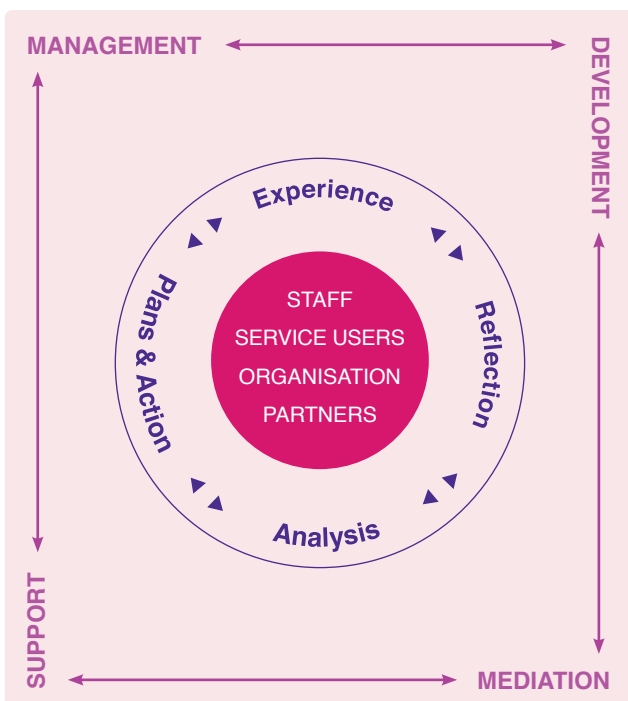 MANAGEMENT
DEVELOPMENT
Experience
STAFF
SERVICE USERS
ORGANISATION
PARTNERS
Plans & Action
Reflection
Analysis
SUPPORT
MEDIATION